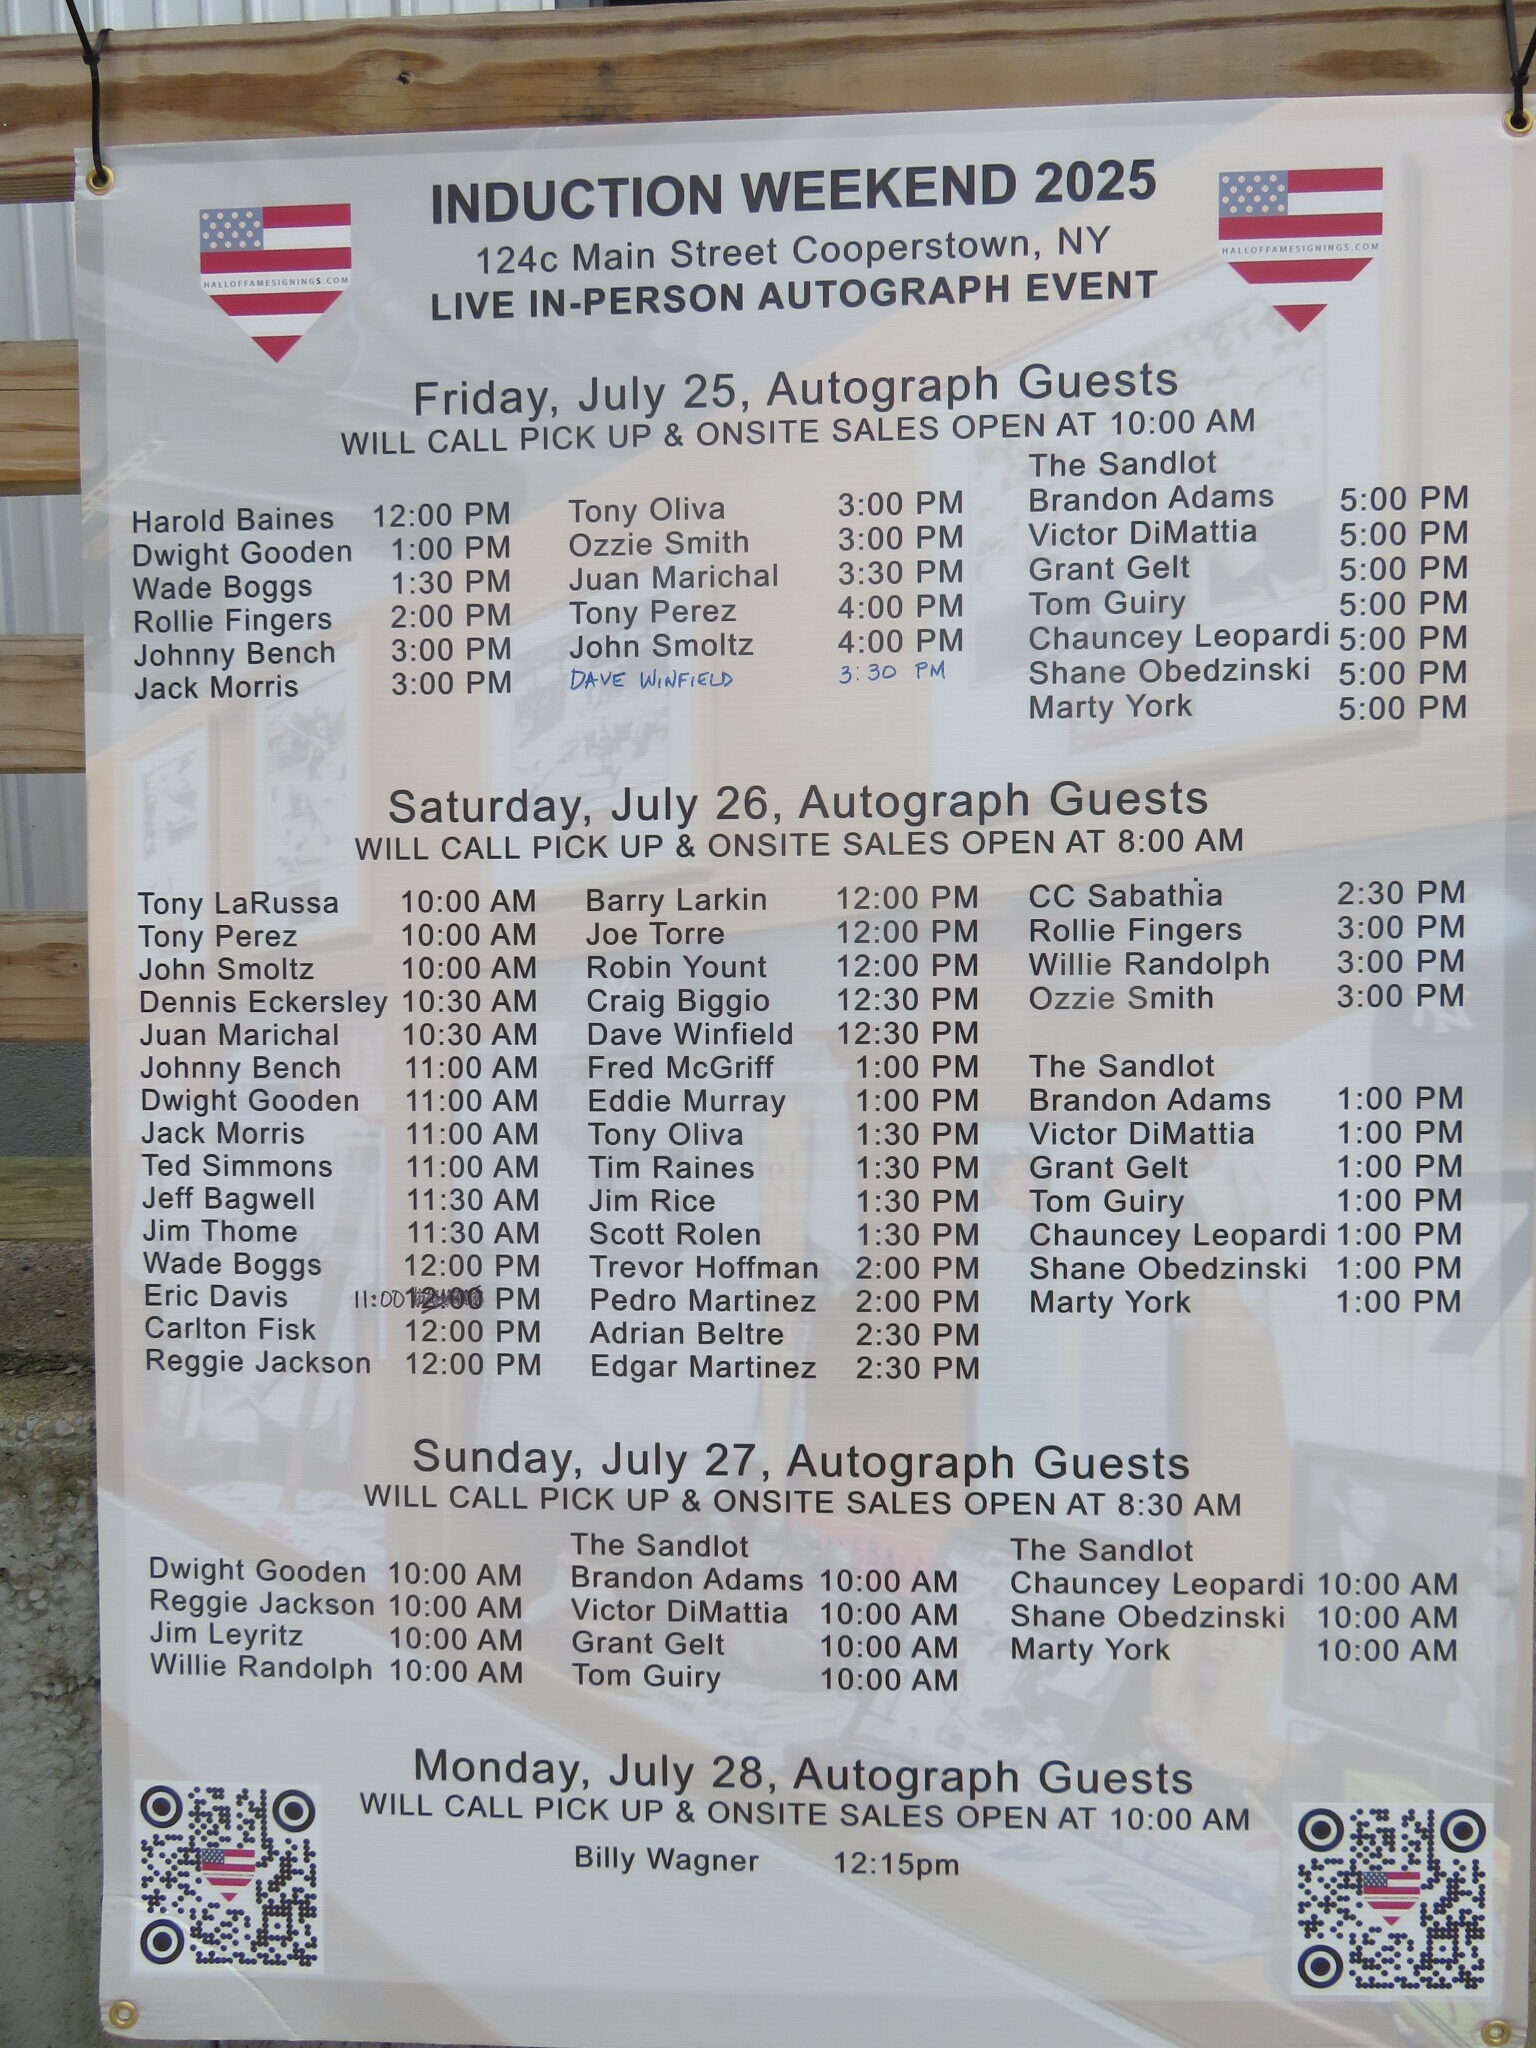 INDUCTION WEEKEND 2025
124c Main Street Cooperstown, NY
LIVE IN-PERSON AUTOGRAPH EVENT
HALLOFFAMESIGNINGS.COM
HALLOFFAMESIGNINGS.COM
Friday, July 25, Autograph Guests
WILL CALL PICK UP & ONSITE SALES OPEN AT 10:00 AM
Harold Baines 12:00 PM
Dwight Gooden 1:00 PM
Wade Boggs 1:30 PM
Rollie Fingers 2:00 PM
Johnny Bench 3:00 PM
Jack Morris 3:00 PM
Tony Oliva 3:00 PM
Ozzie Smith 3:00 PM
Juan Marichal 3:30 PM
Tony Perez 4:00 PM
John Smoltz 4:00 PM
DAVE WINFIELD 3:30 PM
The Sandlot
Brandon Adams 5:00 PM
Victor DiMattia 5:00 PM
Grant Gelt 5:00 PM
Tom Guiry 5:00 PM
Chauncey Leopardi 5:00 PM
Shane Obedzinski 5:00 PM
Marty York 5:00 PM
Saturday, July 26, Autograph Guests
WILL CALL PICK UP & ONSITE SALES OPEN AT 8:00 AM
Tony LaRussa 10:00 AM
Tony Perez 10:00 AM
John Smoltz 10:00 AM
Dennis Eckersley 10:30 AM
Juan Marichal 10:30 AM
Johnny Bench 11:00 AM
Dwight Gooden 11:00 AM
Jack Morris 11:00 AM
Ted Simmons 11:00 AM
Jeff Bagwell 11:30 AM
Jim Thome 11:30 AM
Wade Boggs 12:00 PM
Eric Davis 11:00 12:00 PM
Carlton Fisk 12:00 PM
Reggie Jackson 12:00 PM
Barry Larkin 12:00 PM
Joe Torre 12:00 PM
Robin Yount 12:00 PM
Craig Biggio 12:30 PM
Dave Winfield 12:30 PM
Fred McGriff 1:00 PM
Eddie Murray 1:00 PM
Tony Oliva 1:30 PM
Tim Raines 1:30 PM
Jim Rice 1:30 PM
Scott Rolen 1:30 PM
Trevor Hoffman 2:00 PM
Pedro Martinez 2:00 PM
Adrian Beltre 2:30 PM
Edgar Martinez 2:30 PM
CC Sabathia 2:30 PM
Rollie Fingers 3:00 PM
Willie Randolph 3:00 PM
Ozzie Smith 3:00 PM
The Sandlot
Brandon Adams 1:00 PM
Victor DiMattia 1:00 PM
Grant Gelt 1:00 PM
Tom Guiry 1:00 PM
Chauncey Leopardi 1:00 PM
Shane Obedzinski 1:00 PM
Marty York 1:00 PM
Sunday, July 27, Autograph Guests
WILL CALL PICK UP & ONSITE SALES OPEN AT 8:30 AM
Dwight Gooden 10:00 AM
Reggie Jackson 10:00 AM
Jim Leyritz 10:00 AM
Willie Randolph 10:00 AM
The Sandlot
Brandon Adams 10:00 AM
Victor DiMattia 10:00 AM
Grant Gelt 10:00 AM
Tom Guiry 10:00 AM
The Sandlot
Chauncey Leopardi 10:00 AM
Shane Obedzinski 10:00 AM
Marty York 10:00 AM
Monday, July 28, Autograph Guests
WILL CALL PICK UP & ONSITE SALES OPEN AT 10:00 AM
Billy Wagner 12:15pm